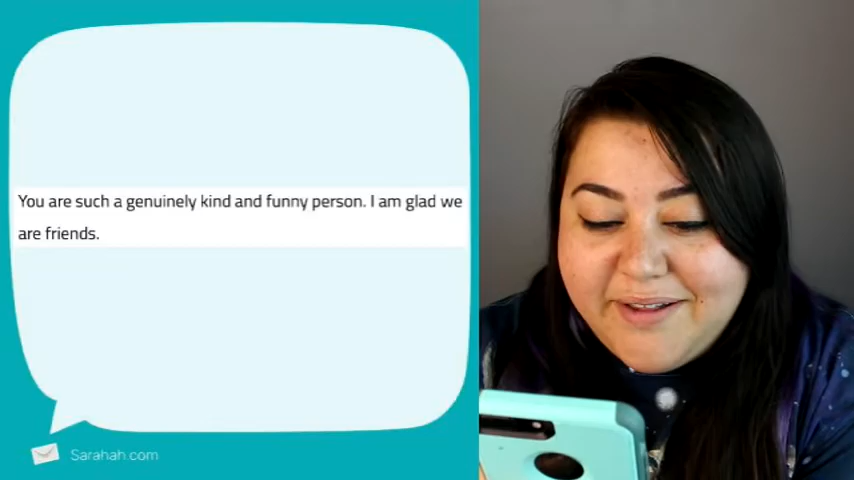 You are such a genuinely kind and funny person. I am glad we
are friends.
Sarahah.com